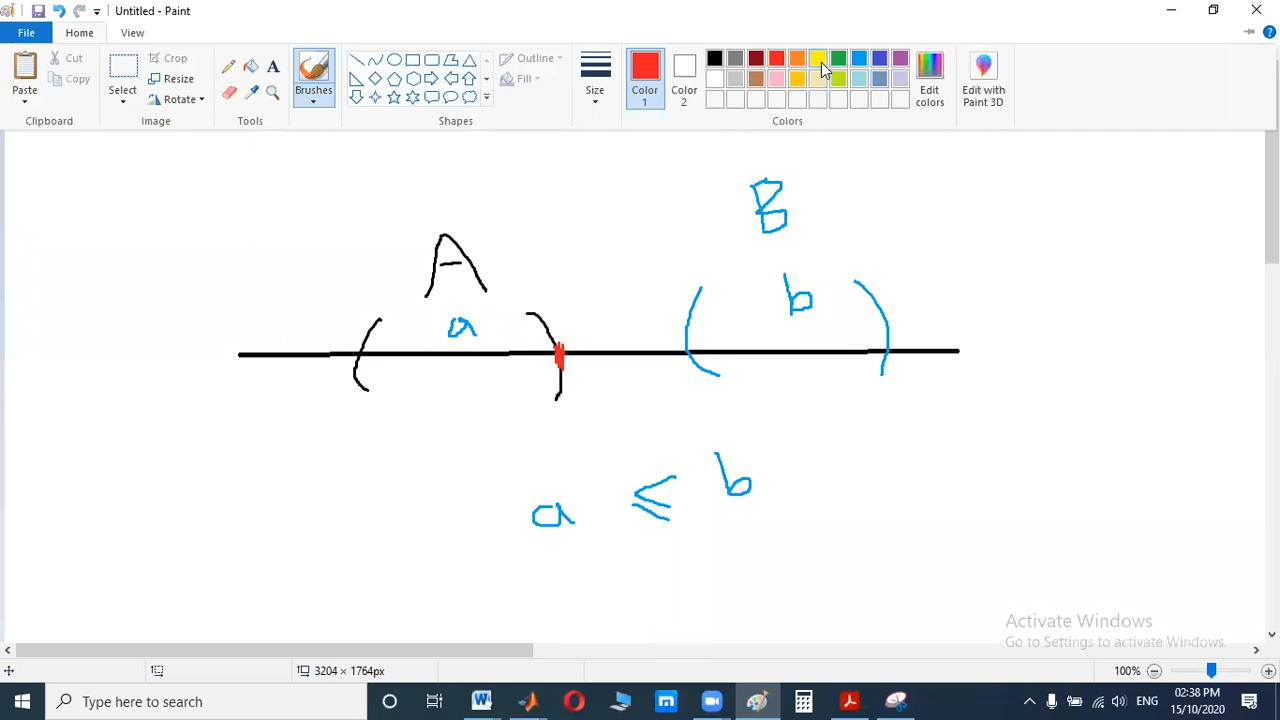 Untitled - Paint
File Home View
Paste
Cut
Copy
Clipboard
Select
Crop
Resize
Rotate
Image
A
Tools
Brushes
Shapes
Outline
Fill
Size
Color 1
Color 2
Colors
Edit colors
Edit with Paint 3D
B
A
b
a
a ≤ b
Activate Windows
Go to Settings to activate Windows.
3204 × 1764px
100%
Type here to search
ENG
02:38 PM
15/10/2020